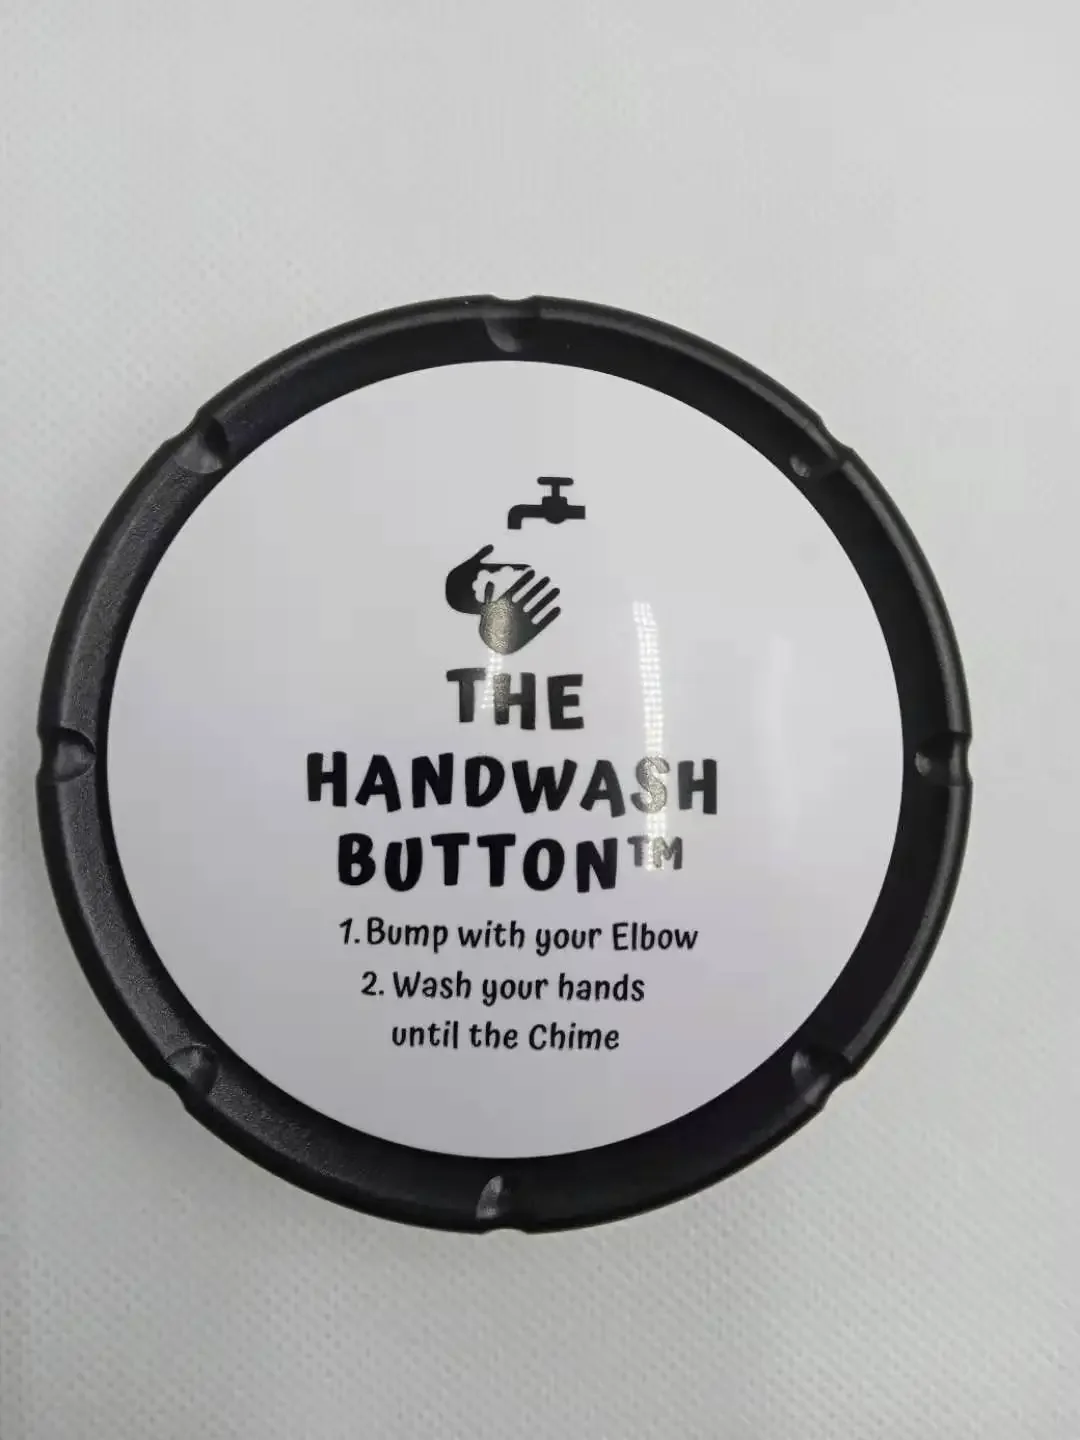 THE
HANDWASH
BUTTON™
1. Bump with your Elbow
2. Wash your hands
until the Chime